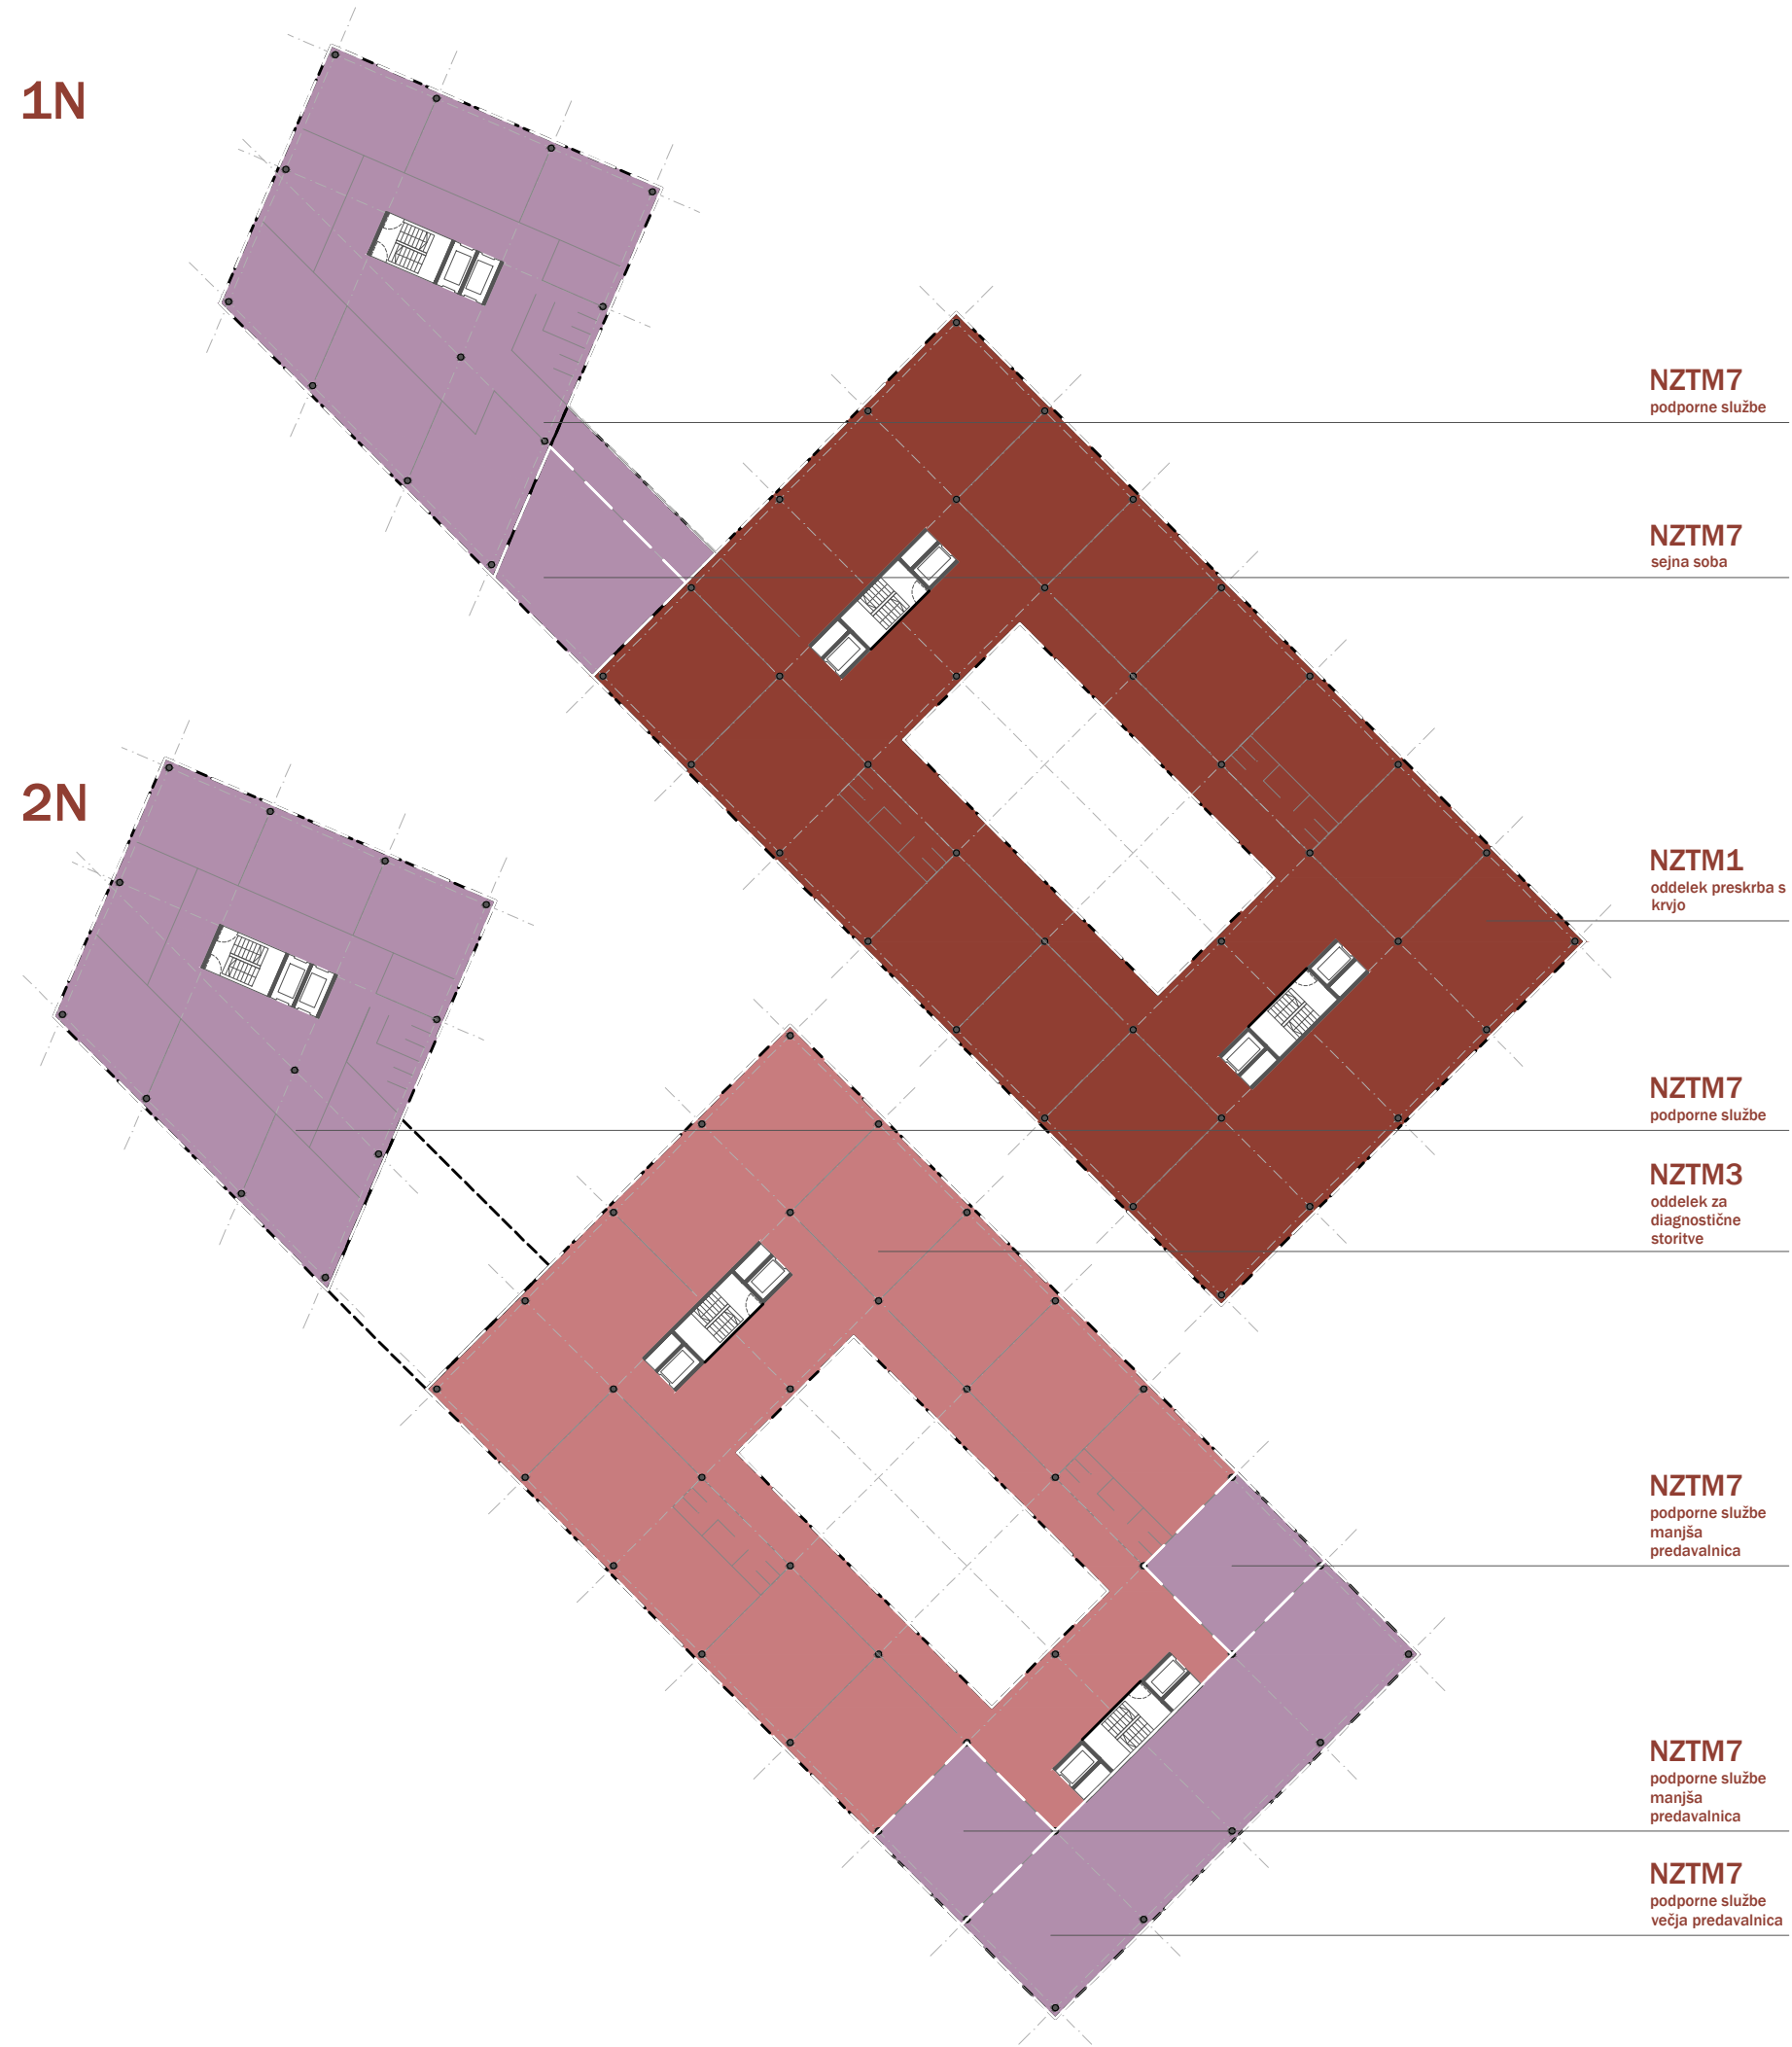 1N
NZTM7
podporne službe
NZTM7
sejna soba
2N
NZTM1
oddelek preskrba s
krvjo
NZTM7
podporne službe
NZTM3
oddelek za
diagnostične
storitve
NZTM7
podporne službe
manjša
predavalnica
NZTM7
podporne službe
manjša
predavalnica
NZTM7
podporne službe
večja predavalnica